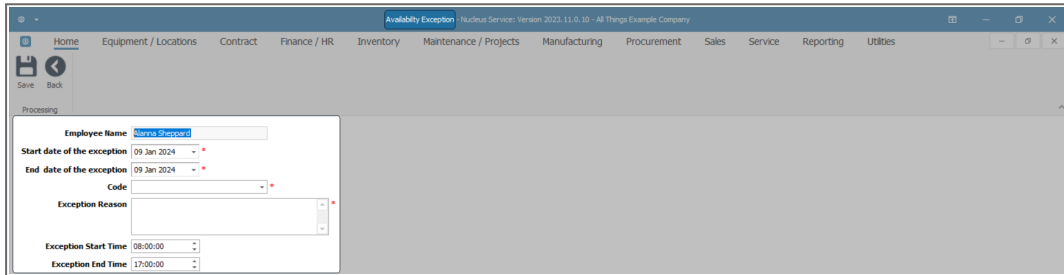 Availabilty Exception - Nucleus Service: Version 2023.11.0.10 - All Things Example Company
Home Equipment / Locations Contract Finance / HR Inventory Maintenance / Projects Manufacturing Procurement Sales Service Reporting Utilities
Save Back
Processing
Employee Name Alanna Sheppard
Start date of the exception 09 Jan 2024 *
End date of the exception 09 Jan 2024 *
Code *
Exception Reason *
Exception Start Time 08:00:00
Exception End Time 17:00:00